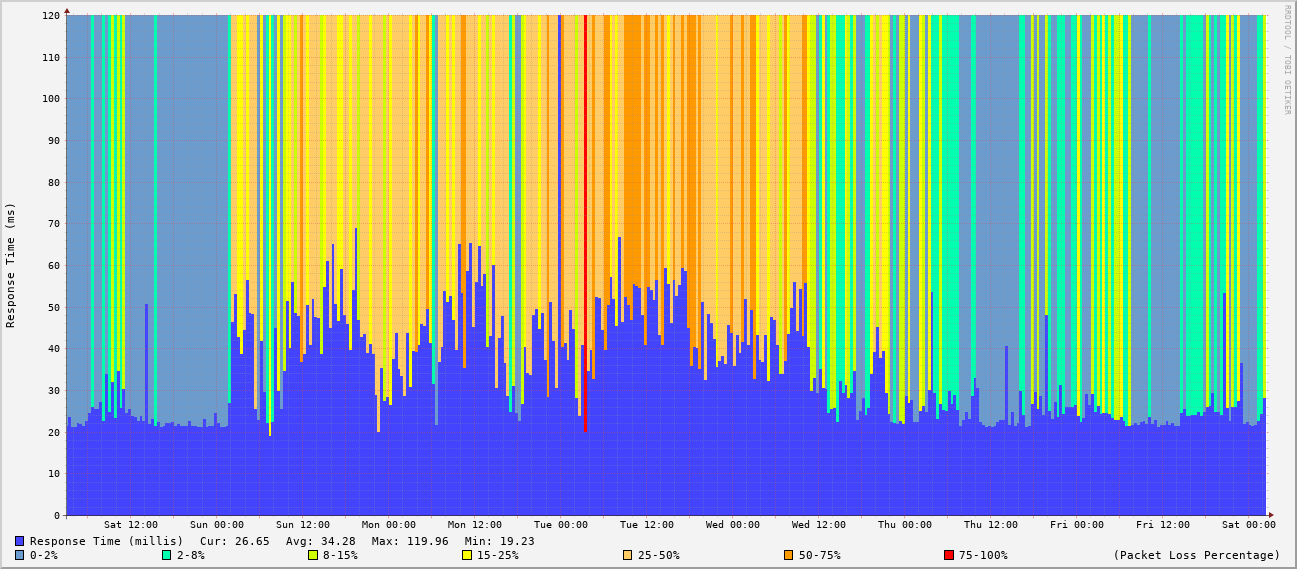 120
110
100
90
80
70
60
50
40
30
20
10
0
Response Time (ms)
RRDTOOL / TOBI OETIKER
Sat 12:00 Sun 00:00 Sun 12:00 Mon 00:00 Mon 12:00 Tue 00:00 Tue 12:00 Wed 00:00 Wed 12:00 Thu 00:00 Thu 12:00 Fri 00:00 Fri 12:00 Sat 00:00
Response Time (millis) Cur: 26.65 Avg: 34.28 Max: 119.96 Min: 19.23
0-2% 2-8% 8-15% 15-25% 25-50% 50-75% 75-100% (Packet Loss Percentage)